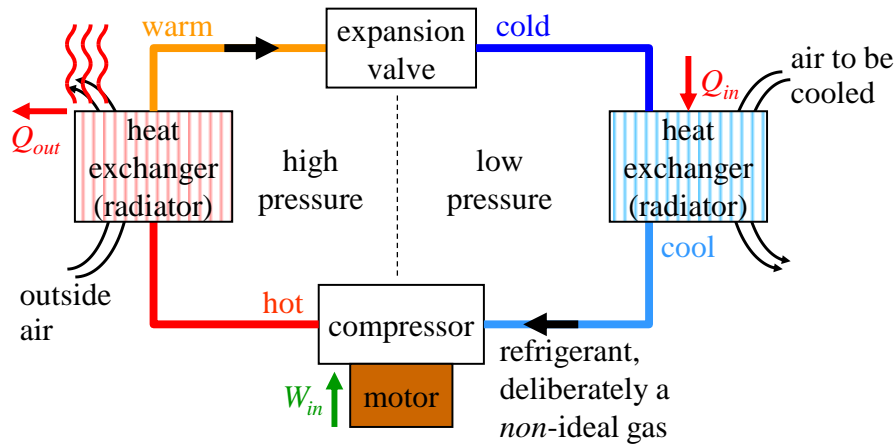 warm
expansion
valve
cold
air to be
cooled
Q_in
Q_out
heat
exchanger
(radiator)
high
pressure
low
pressure
heat
exchanger
(radiator)
cool
outside
air
hot
compressor
refrigerant,
deliberately a
non-ideal gas
W_in
motor